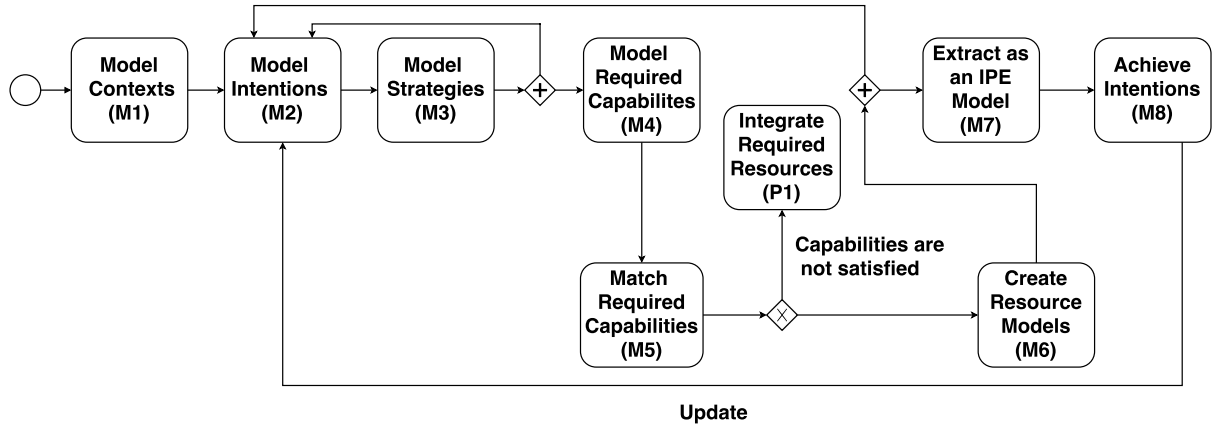 Model
Contexts
(M1)
Model
Intentions
(M2)
Model
Strategies
(M3)
Model
Required
Capabilites
(M4)
Integrate
Required
Resources
(P1)
Extract as
an IPE
Model
(M7)
Achieve
Intentions
(M8)
Capabilities are
not satisfied
Match
Required
Capabilities
(M5)
X
Create
Resource
Models
(M6)
Update